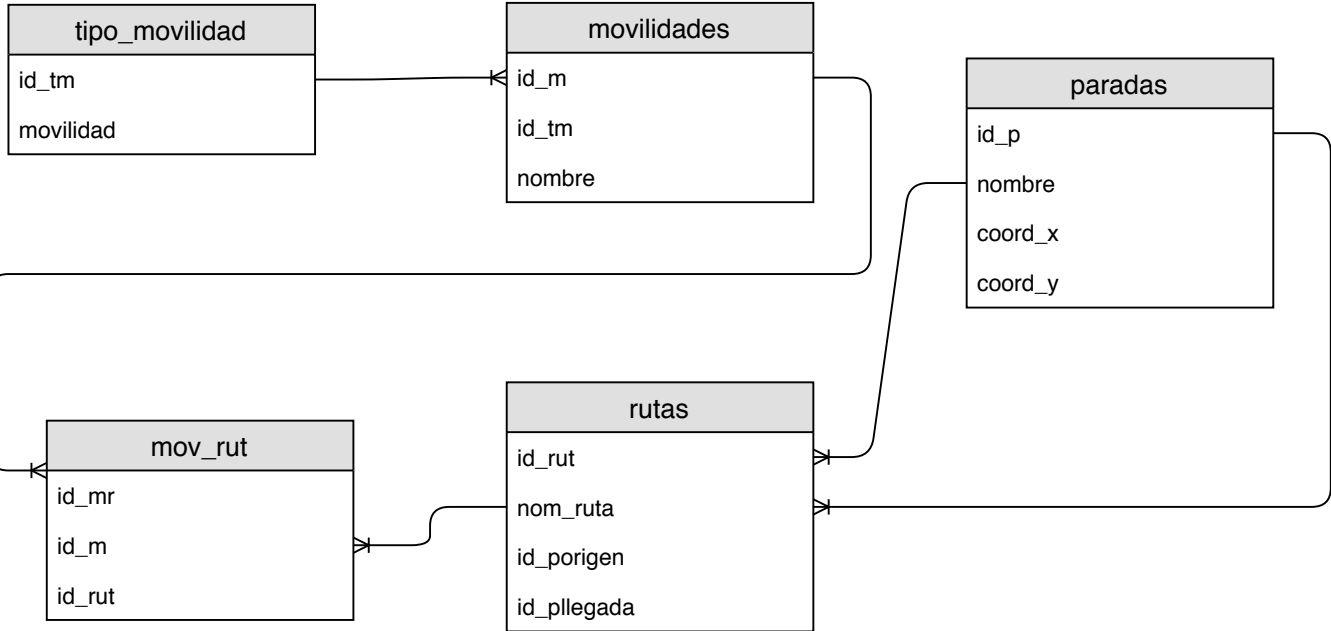 tipo_movilidad
id_tm
movilidad
movilidades
id_m
id_tm
nombre
paradas
id_p
nombre
coord_x
coord_y
mov_rut
id_mr
id_m
id_rut
rutas
id_rut
nom_ruta
id_porigen
id_pllegada